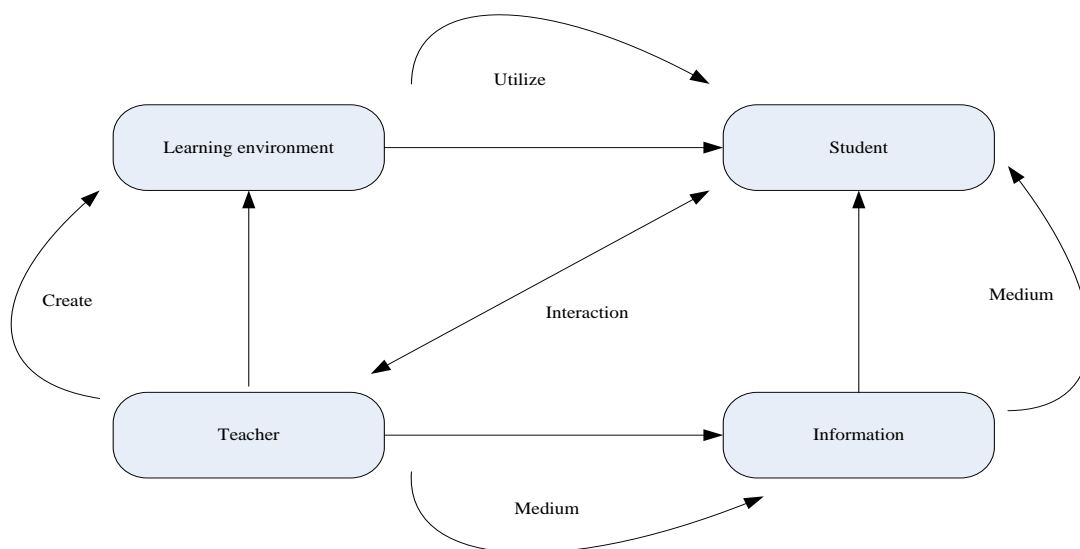 Utilize
Learning environment
Student
Create
Interaction
Medium
Teacher
Information
Medium